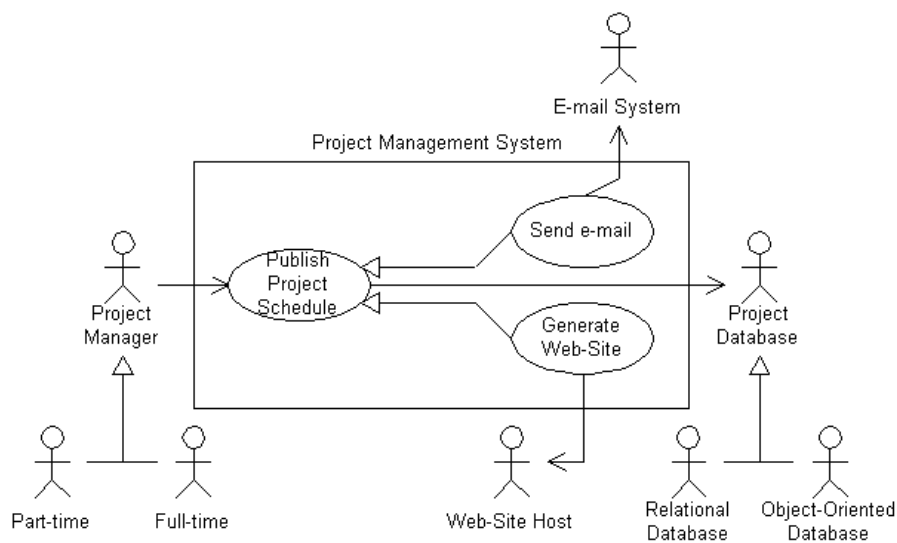 E-mail System
Project Management System
Send e-mail
Publish
Project
Schedule
Project
Manager
Project
Database
Generate
Web-Site
Part-time
Full-time
Web-Site Host
Relational
Database
Object-Oriented
Database